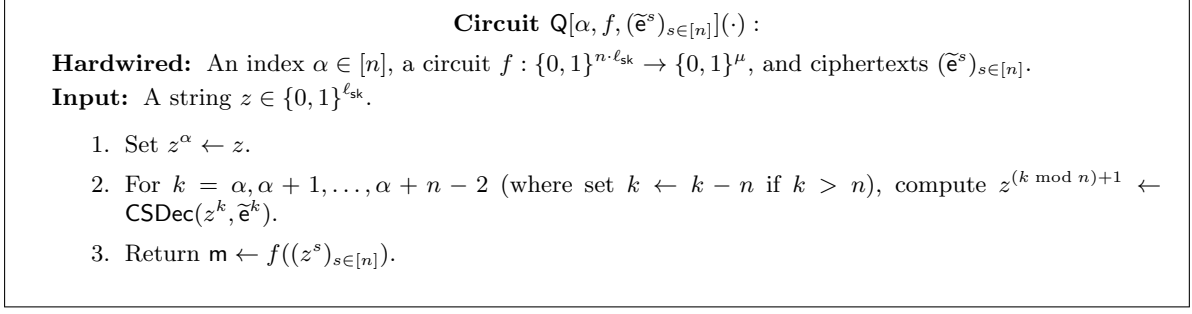 Circuit Q[α, f, (ẽˢ)ₛ∈[ₙ]](·) :
Hardwired: An index α ∈ [n], a circuit f : {0, 1}^{n·ℓ_sk} → {0, 1}^μ, and ciphertexts (ẽ^s)_{s∈[n]}.
Input: A string z ∈ {0, 1}^{ℓ_sk}.
1. Set z^α ← z.
2. For k = α, α + 1, . . . , α + n − 2 (where set k ← k − n if k > n), compute z^{(k mod n)+1} ←
CSDec(z^k, ẽ^k).
3. Return m ← f((z^s)_{s∈[n]}).